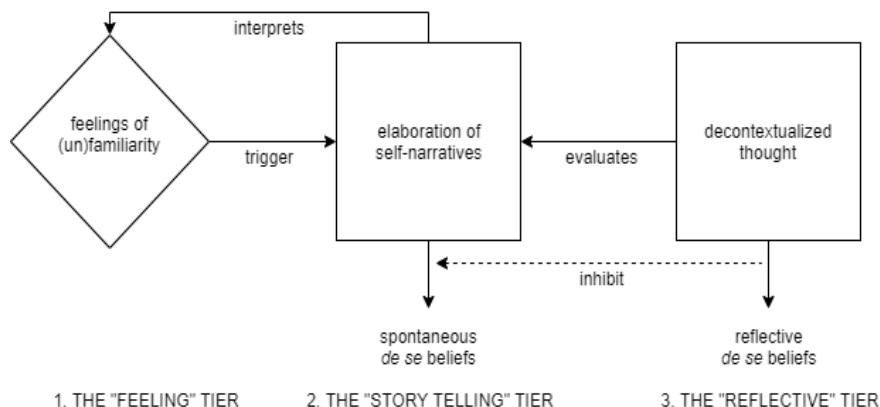 interprets
feelings of
(un)familiarity
trigger
elaboration of
self-narratives
evaluates
decontextualized
thought
inhibit
spontaneous
de se beliefs
reflective
de se beliefs
1. THE "FEELING" TIER
2. THE "STORY TELLING" TIER
3. THE "REFLECTIVE" TIER